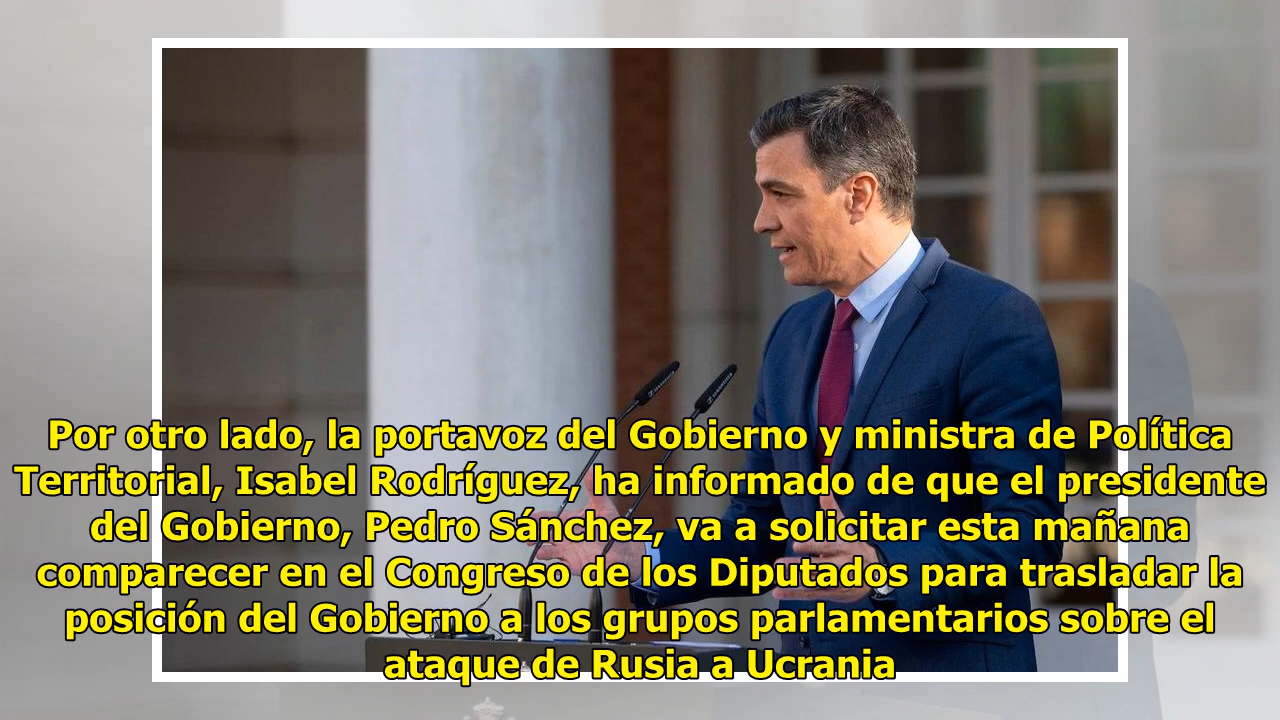 Por otro lado, la portavoz del Gobierno y ministra de Política
Territorial, Isabel Rodríguez, ha informado de que el presidente
del Gobierno, Pedro Sánchez, va a solicitar esta mañana
comparecer en el Congreso de los Diputados para trasladar la
posición del Gobierno a los grupos parlamentarios sobre el
ataque de Rusia a Ucrania